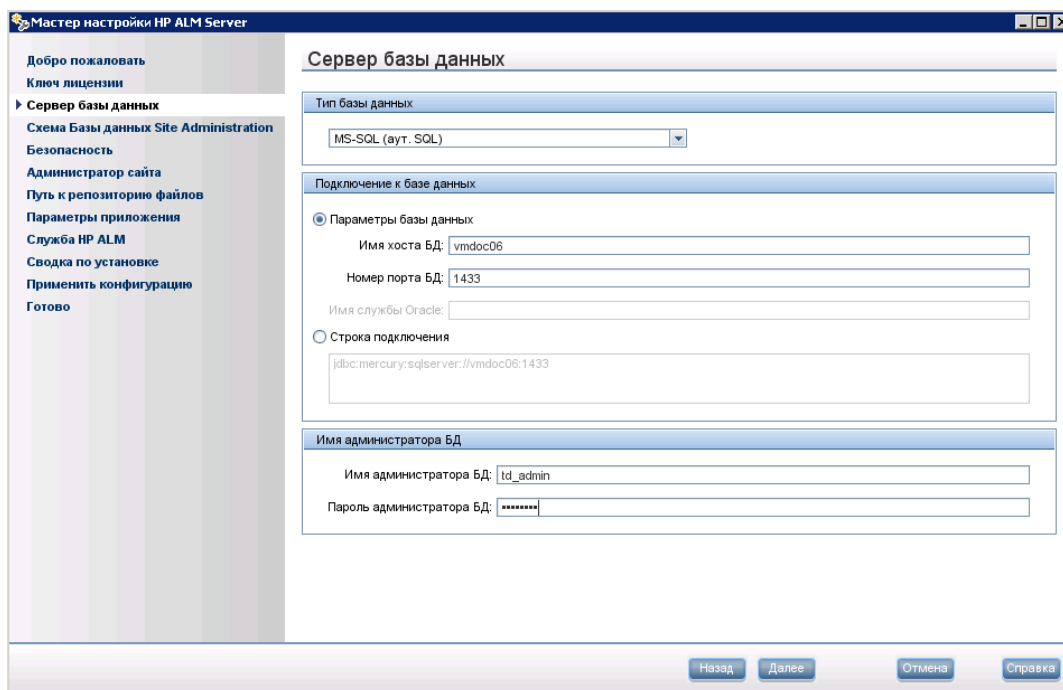 Мастер настройки HP ALM Server
Добро пожаловать
Ключ лицензии
Сервер базы данных
Схема Базы данных Site Administration
Безопасность
Администратор сайта
Путь к репозиторию файлов
Параметры приложения
Служба HP ALM
Сводка по установке
Применить конфигурацию
Готово
Сервер базы данных
Тип базы данных
MS-SQL (аут. SQL)
Подключение к базе данных
Параметры базы данных
Имя хоста БД: vmdoc06
Номер порта БД: 1433
Имя службы Oracle:
Строка подключения
jdbc:mercury:sqlserver://vmdoc06:1433
Имя администратора БД
Имя администратора БД: td_admin
Пароль администратора БД: ••••••••
Назад Далее Отмена Справка